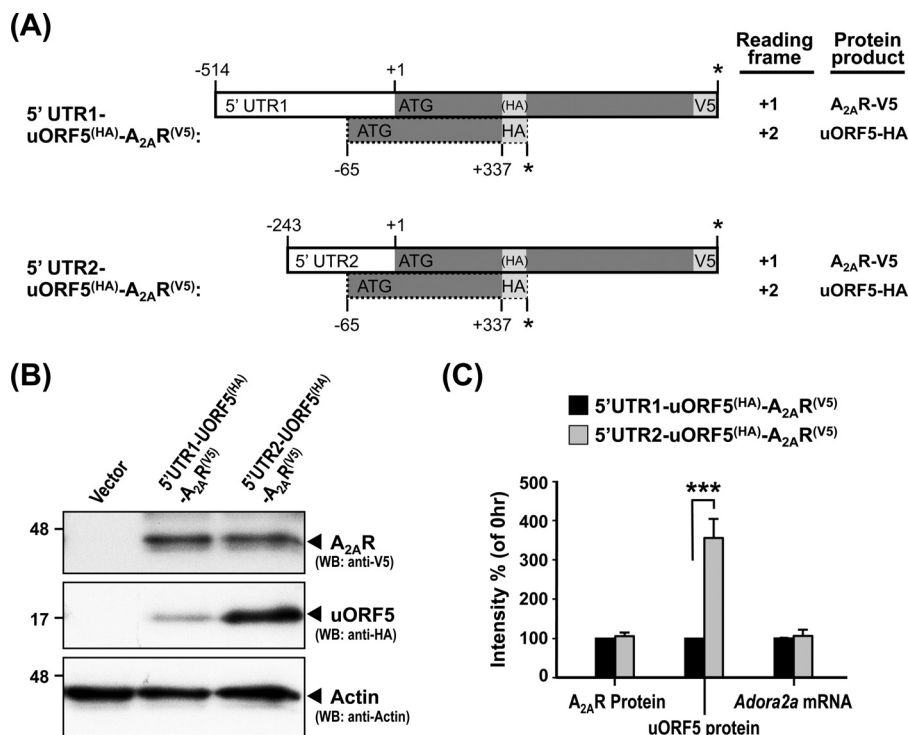 (A)
Reading frame
Protein product
-514
+1
*
5' UTR1-
uORF5(HA)-A2AR(V5):
5' UTR1
ATG
(HA)
V5
+1
A2AR-V5
ATG
HA
+2
uORF5-HA
-65
+337
*
-243
+1
*
5' UTR2-
uORF5(HA)-A2AR(V5):
5' UTR2
ATG
(HA)
V5
+1
A2AR-V5
ATG
HA
+2
uORF5-HA
-65
+337
*
(B)
Vector
5'UTR1-UORF5(HA)
-A2AR(V5)
5'UTR2-UORF5(HA)
-A2AR(V5)
48
A2AR
(WB: anti-V5)
17
uORF5
(WB: anti-HA)
48
Actin
(WB: anti-Actin)
(C)
5'UTR1-uORF5(HA)-A2AR(V5)
5'UTR2-uORF5(HA)-A2AR(V5)
Intensity % (of 0hr)
500
400
300
200
100
0
***
A2AR Protein
uORF5 protein
Adora2a mRNA